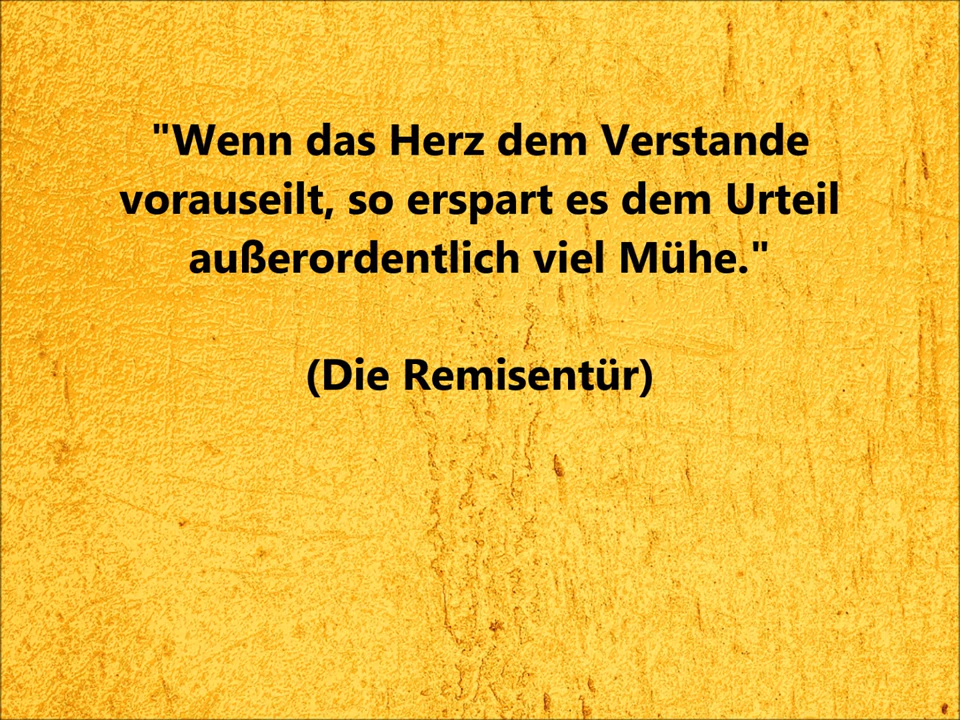 "Wenn das Herz dem Verstande
vorauseilt, so erspart es dem Urteil
außerordentlich viel Mühe."
(Die Remisentür)